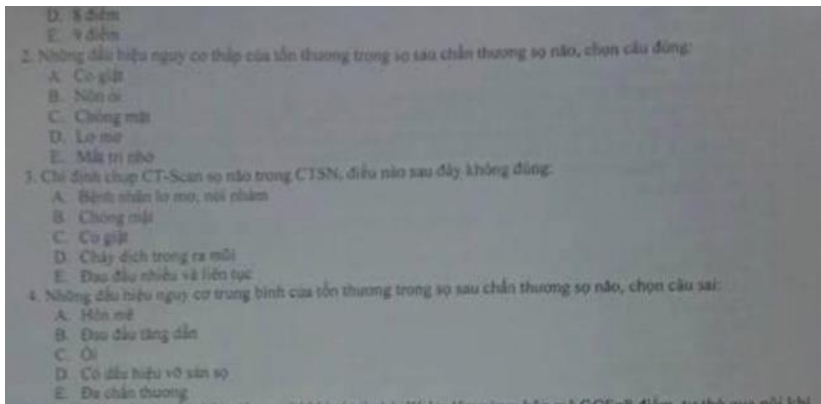 D. 8 điểm
E. 9 điểm
2. Những dấu hiệu nguy cơ thấp của tổn thương trong sọ sau chấn thương sọ não, chọn câu đúng:
A. Co giật
B. Nôn ói
C. Chóng mặt
D. Lơ mơ
E. Mất trí nhớ
3. Chỉ định chụp CT-Scan sọ não trong CTSN, điều nào sau đây không đúng:
A. Bệnh nhân lơ mơ, nói nhảm
B. Chóng mặt
C. Co giật
D. Chảy dịch trong ra mũi
E. Đau đầu nhiều và liên tục
4. Những dấu hiệu nguy cơ trung bình của tổn thương trong sọ sau chấn thương sọ não, chọn câu sai:
A. Hôn mê
B. Đau đầu tăng dần
C. Ói
D. Có dấu hiệu vỡ sàn sọ
E. Đa chấn thương